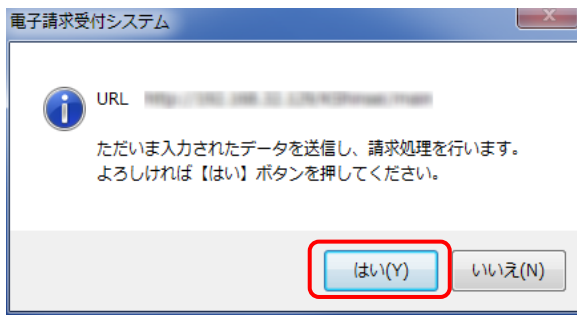 電子請求受付システム
URL
ただいま入力されたデータを送信し、請求処理を行います。
よろしければ【はい】ボタンを押してください。
はい(Y) いいえ(N)